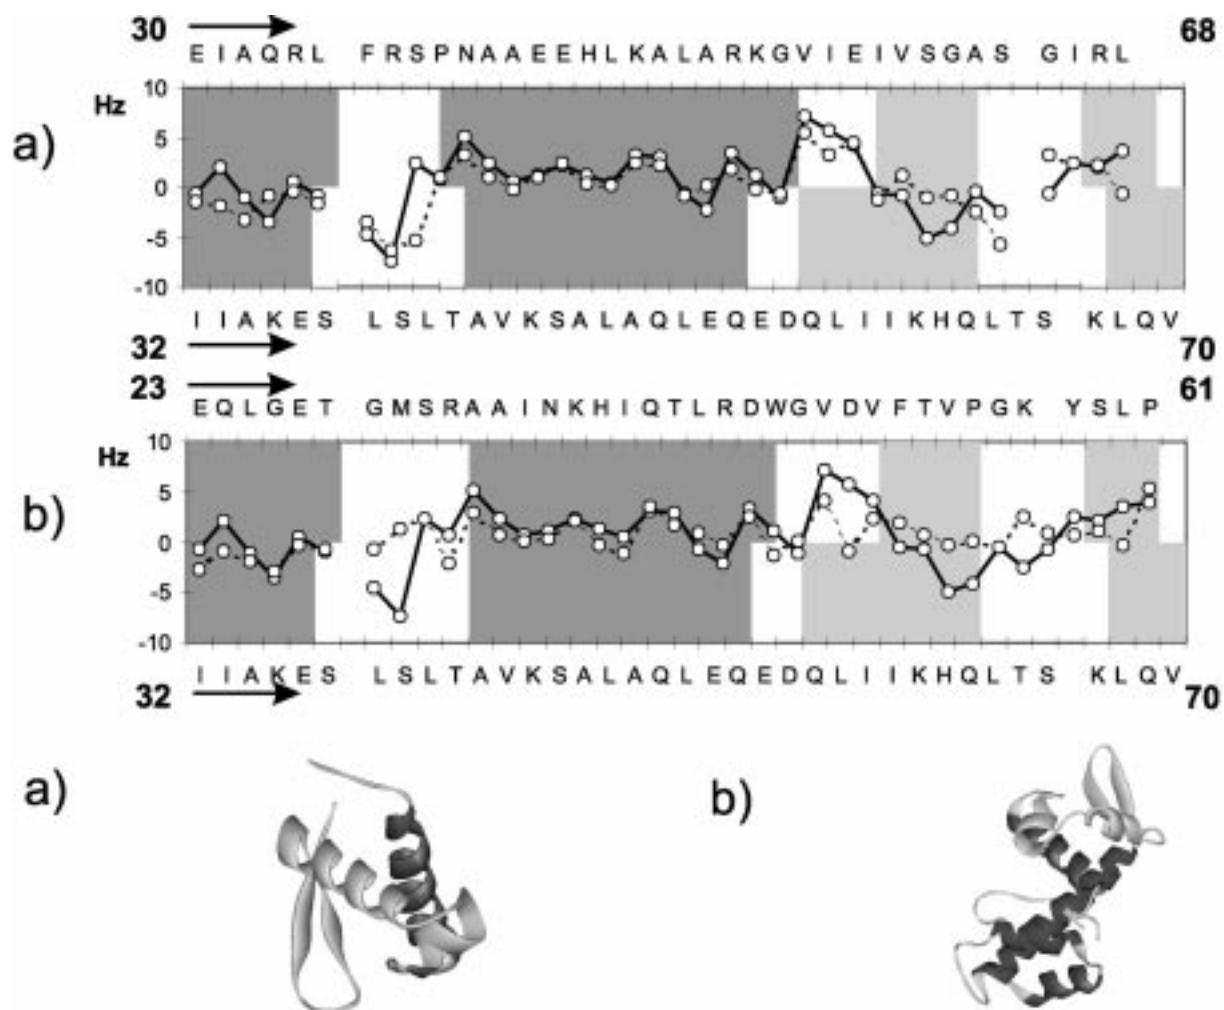 30 68
E I A Q R L F R S P N A A E E H L K A L A R K G V I E I V S G A S G I R L
10
Hz
a)
5
0
-5
-10
I I A K E S L S L T A V K S A L A Q L E Q E D Q L I I K H Q L T S K L Q V
32 70
23 61
E Q L G E T G M S R A A I N K H I Q T L R D W G V D V F T V P G K Y S L P
10
Hz
5
b)
0
-5
-10
I I A K E S L S L T A V K S A L A Q L E Q E D Q L I I K H Q L T S K L Q V
32 70
a) b)